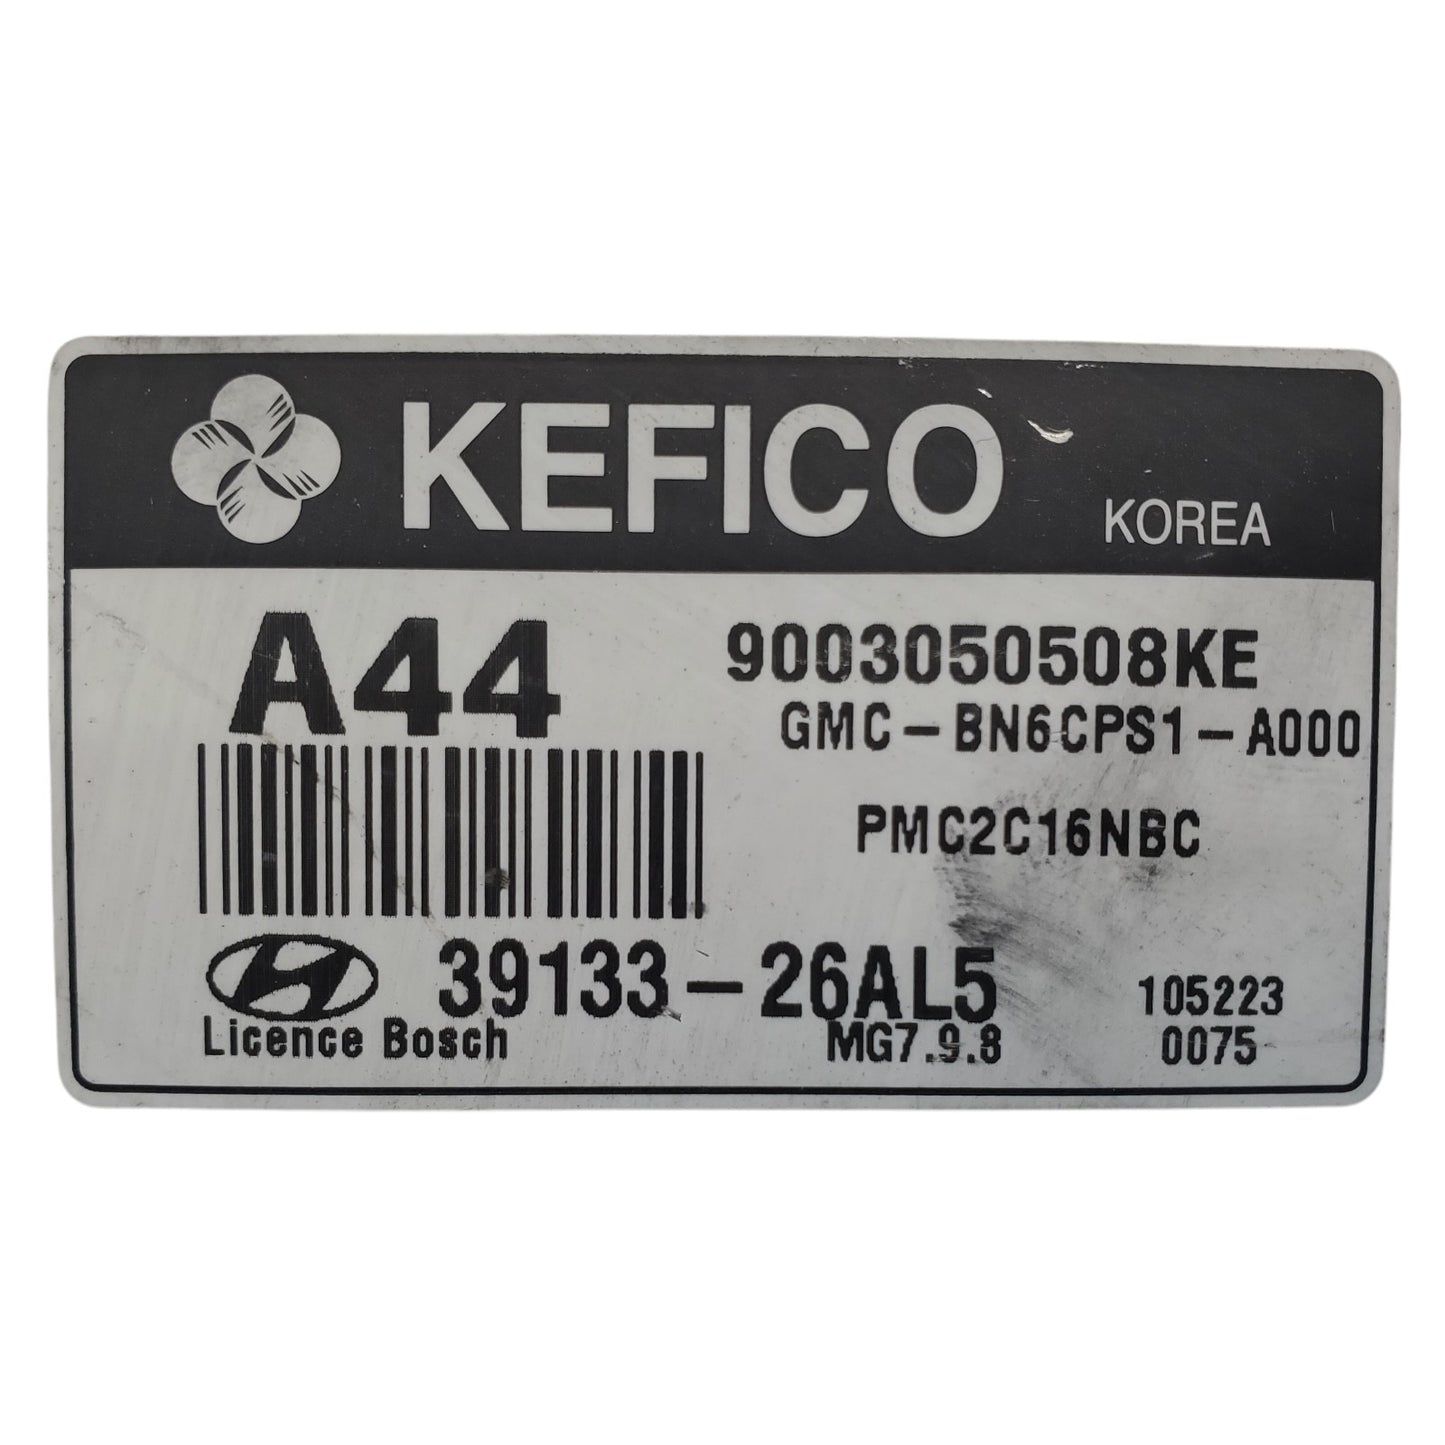 KEFICO KOREA
A44 9003050508KE
GMC-BN6CPS1-A000
PMC2C16NBC
39133-26AL5 105223
Licence Bosch MG7.9.8 0075